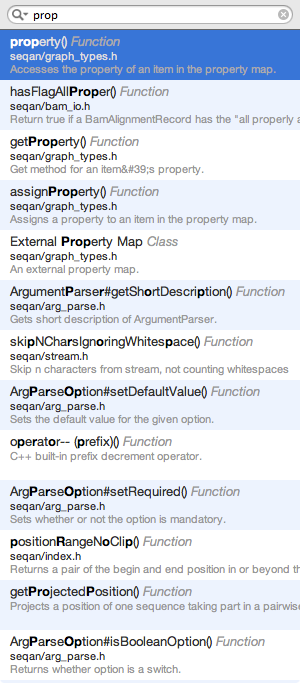 prop
property() Function
seqan/graph_types.h
Accesses the property of an item in the property map.
hasFlagAllProper() Function
seqan/bam_io.h
Return true if a BamAlignmentRecord has the "all properly a
getProperty() Function
seqan/graph_types.h
Get method for an item&#39;s property.
assignProperty() Function
seqan/graph_types.h
Assigns a property to an item in the property map.
External Property Map Class
seqan/graph_types.h
An external property map.
ArgumentParser#getShortDescription() Function
seqan/arg_parse.h
Gets short description of ArgumentParser.
skipNCharsIgnoringWhitespace() Function
seqan/stream.h
Skip n characters from stream, not counting whitespaces
ArgParseOption#setDefaultValue() Function
seqan/arg_parse.h
Sets the default value for the given option.
operator-- (prefix)() Function
C++ built-in prefix decrement operator.
ArgParseOption#setRequired() Function
seqan/arg_parse.h
Sets whether or not the option is mandatory.
positionRangeNoClip() Function
seqan/index.h
Returns a pair of the begin and end position in or beyond th
getProjectedPosition() Function
Projects a position of one sequence taking part in a pairwise
ArgParseOption#isBooleanOption() Function
seqan/arg_parse.h
Returns whether option is a switch.